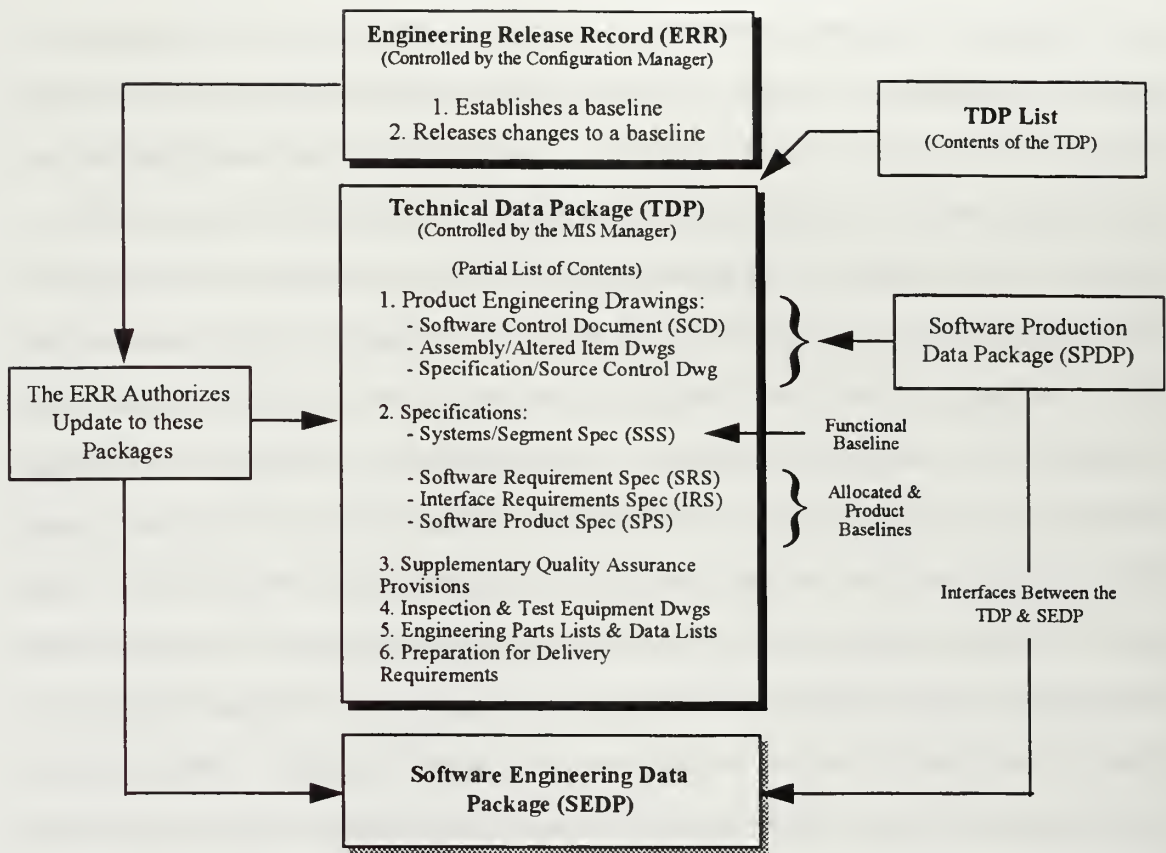 Engineering Release Record (ERR)
(Controlled by the Configuration Manager)
1. Establishes a baseline
2. Releases changes to a baseline
TDP List
(Contents of the TDP)
Technical Data Package (TDP)
(Controlled by the MIS Manager)
(Partial List of Contents)
1. Product Engineering Drawings:
- Software Control Document (SCD)
- Assembly/Altered Item Dwgs
- Specification/Source Control Dwg
Software Production
Data Package (SPDP)
The ERR Authorizes
Update to these
Packages
2. Specifications:
- Systems/Segment Spec (SSS)
Functional
Baseline
- Software Requirement Spec (SRS)
- Interface Requirements Spec (IRS)
- Software Product Spec (SPS)
Allocated &
Product
Baselines
3. Supplementary Quality Assurance
Provisions
4. Inspection & Test Equipment Dwgs
5. Engineering Parts Lists & Data Lists
6. Preparation for Delivery
Requirements
Interfaces Between the
TDP & SEDP
Software Engineering Data
Package (SEDP)